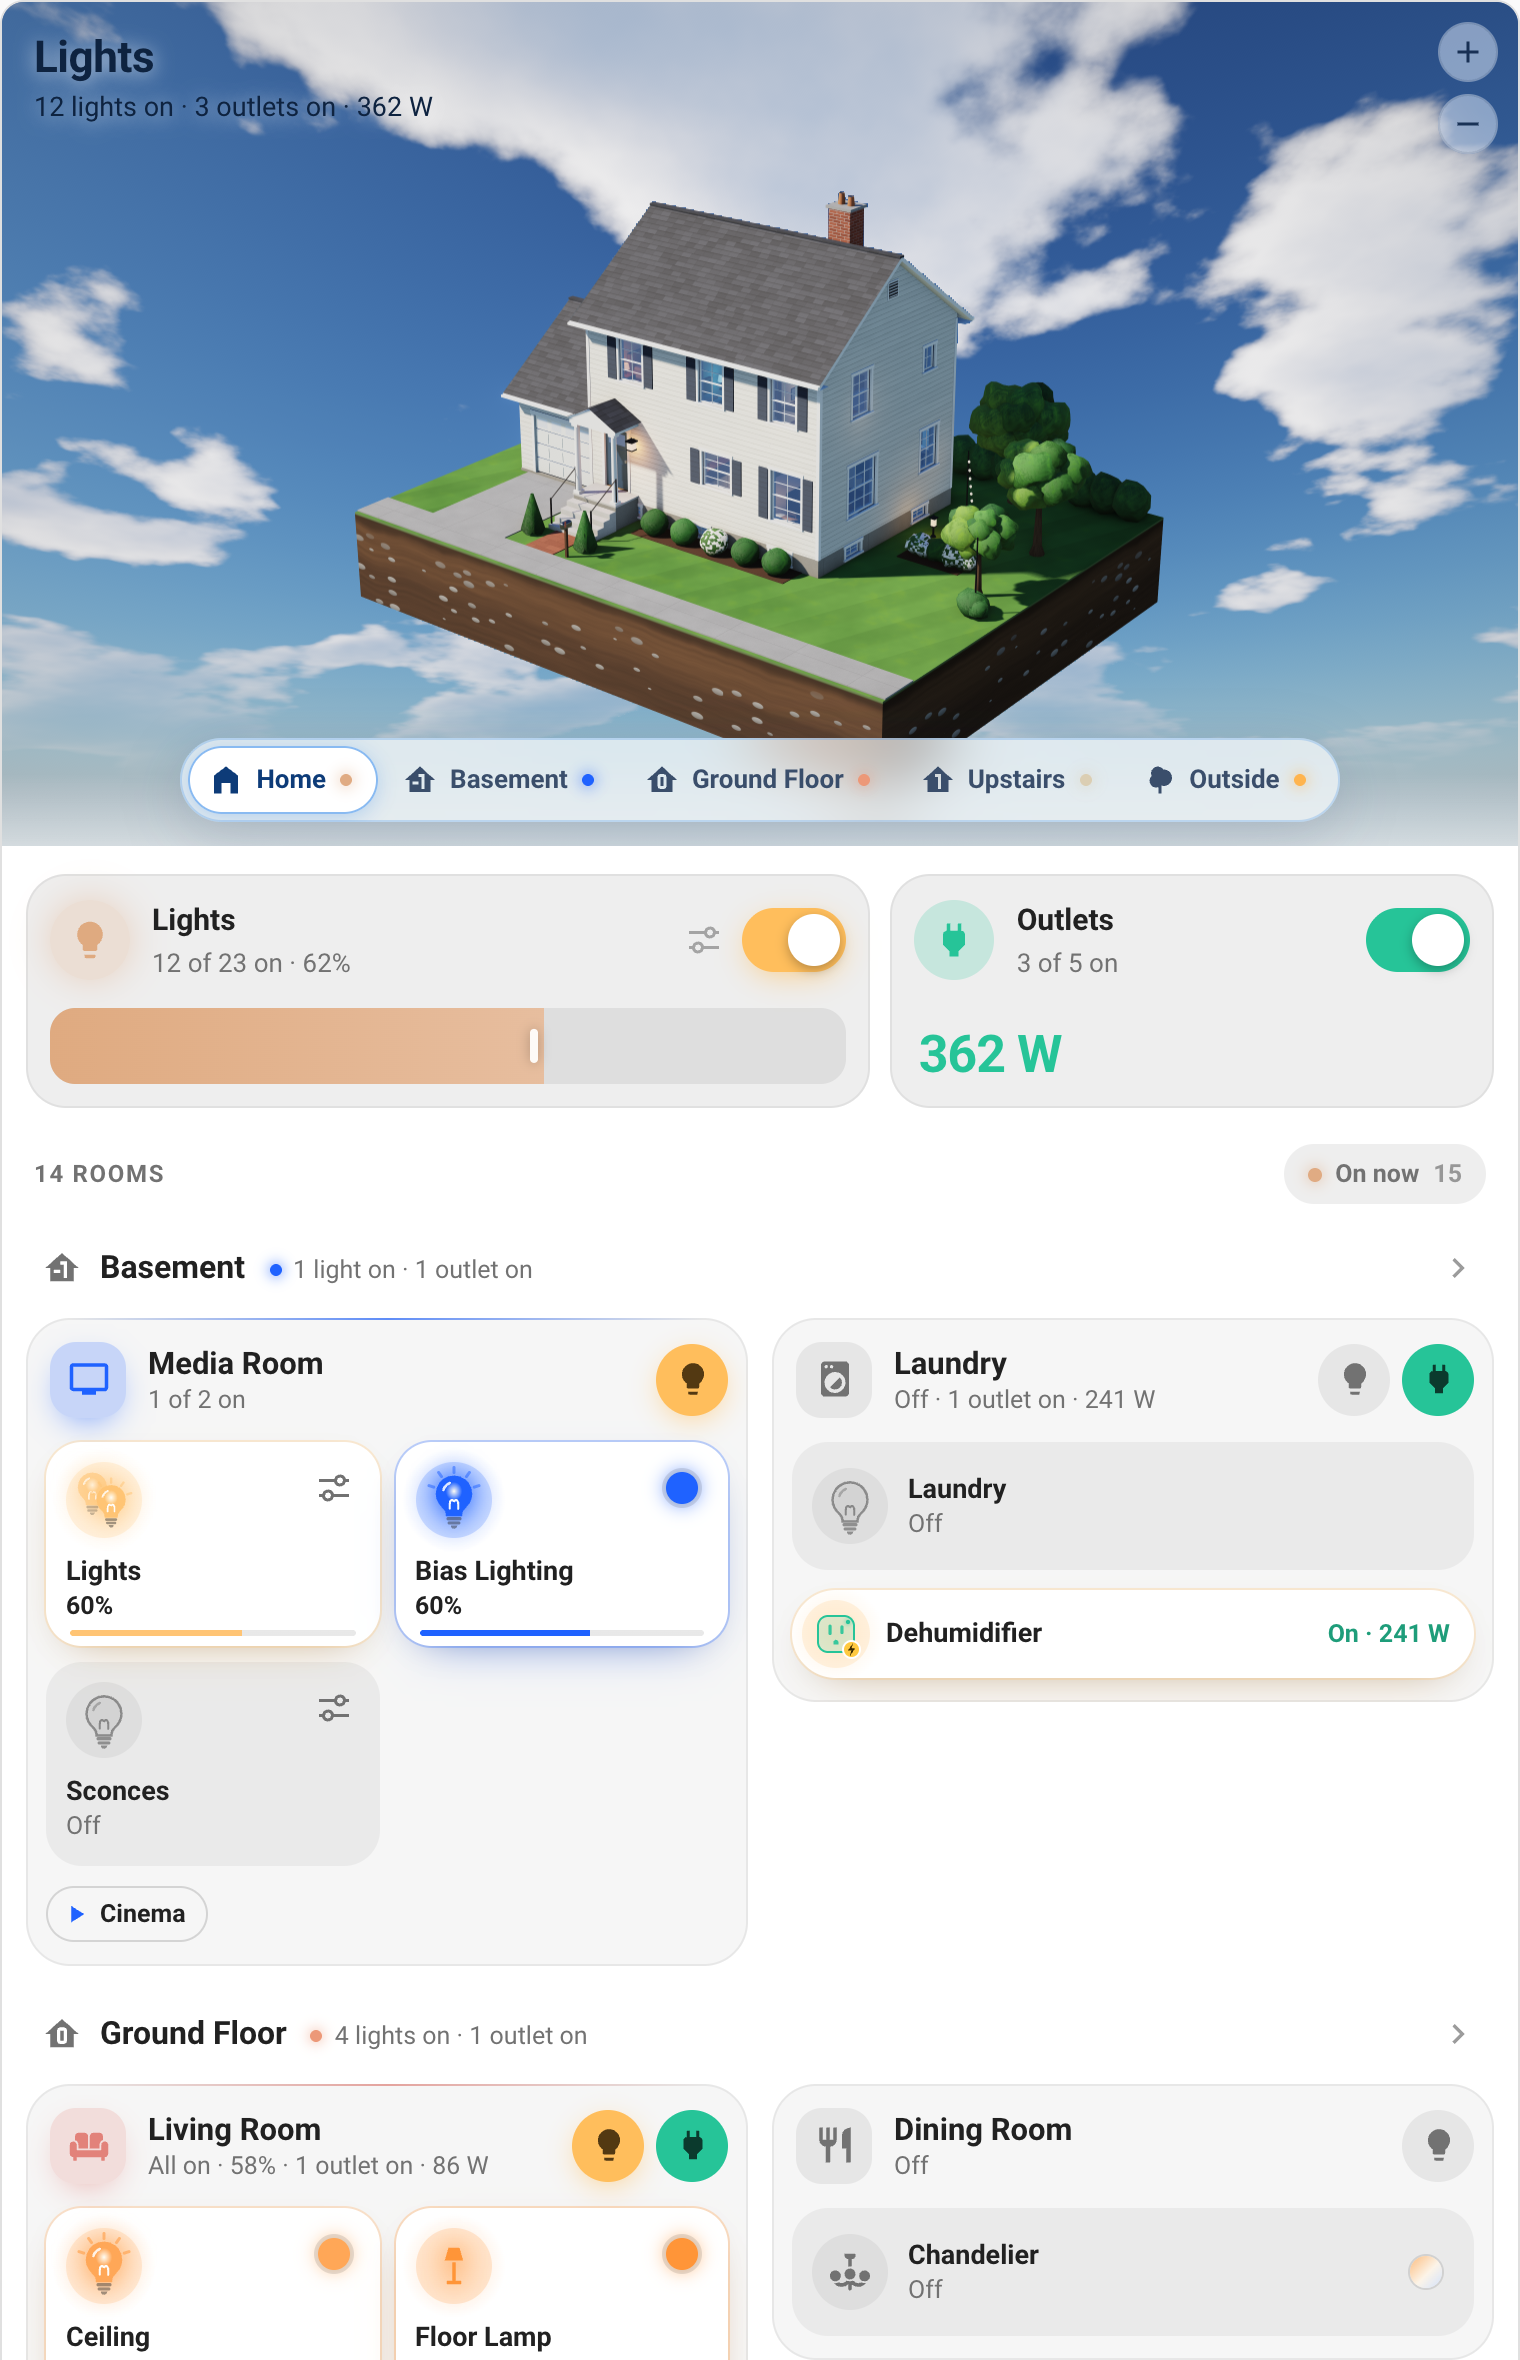 Lights
12 lights on · 3 outlets on · 362 W
Home
Basement
Ground Floor
Upstairs
Outside
Lights
12 of 23 on · 62%
Outlets
3 of 5 on
362 W
14 ROOMS
On now 15
Basement
1 light on · 1 outlet on
Media Room
1 of 2 on
Lights
60%
Bias Lighting
60%
Sconces
Off
Cinema
Laundry
Off · 1 outlet on · 241 W
Laundry
Off
Dehumidifier
On · 241 W
Ground Floor
4 lights on · 1 outlet on
Living Room
All on · 58% · 1 outlet on · 86 W
Ceiling
Floor Lamp
Dining Room
Off
Chandelier
Off